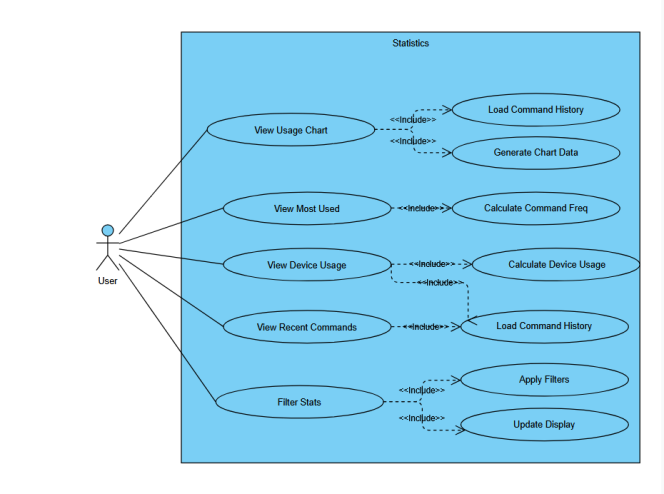 Statistics
Load Command History
<<Include>>
View Usage Chart
<<Include>>
Generate Chart Data
View Most Used
<<Include>>
Calculate Command Freq
View Device Usage
<<Include>>
Calculate Device Usage
<<Include>>
User
View Recent Commands
<<Include>>
Load Command History
Apply Filters
<<Include>>
Filter Stats
<<Include>>
Update Display